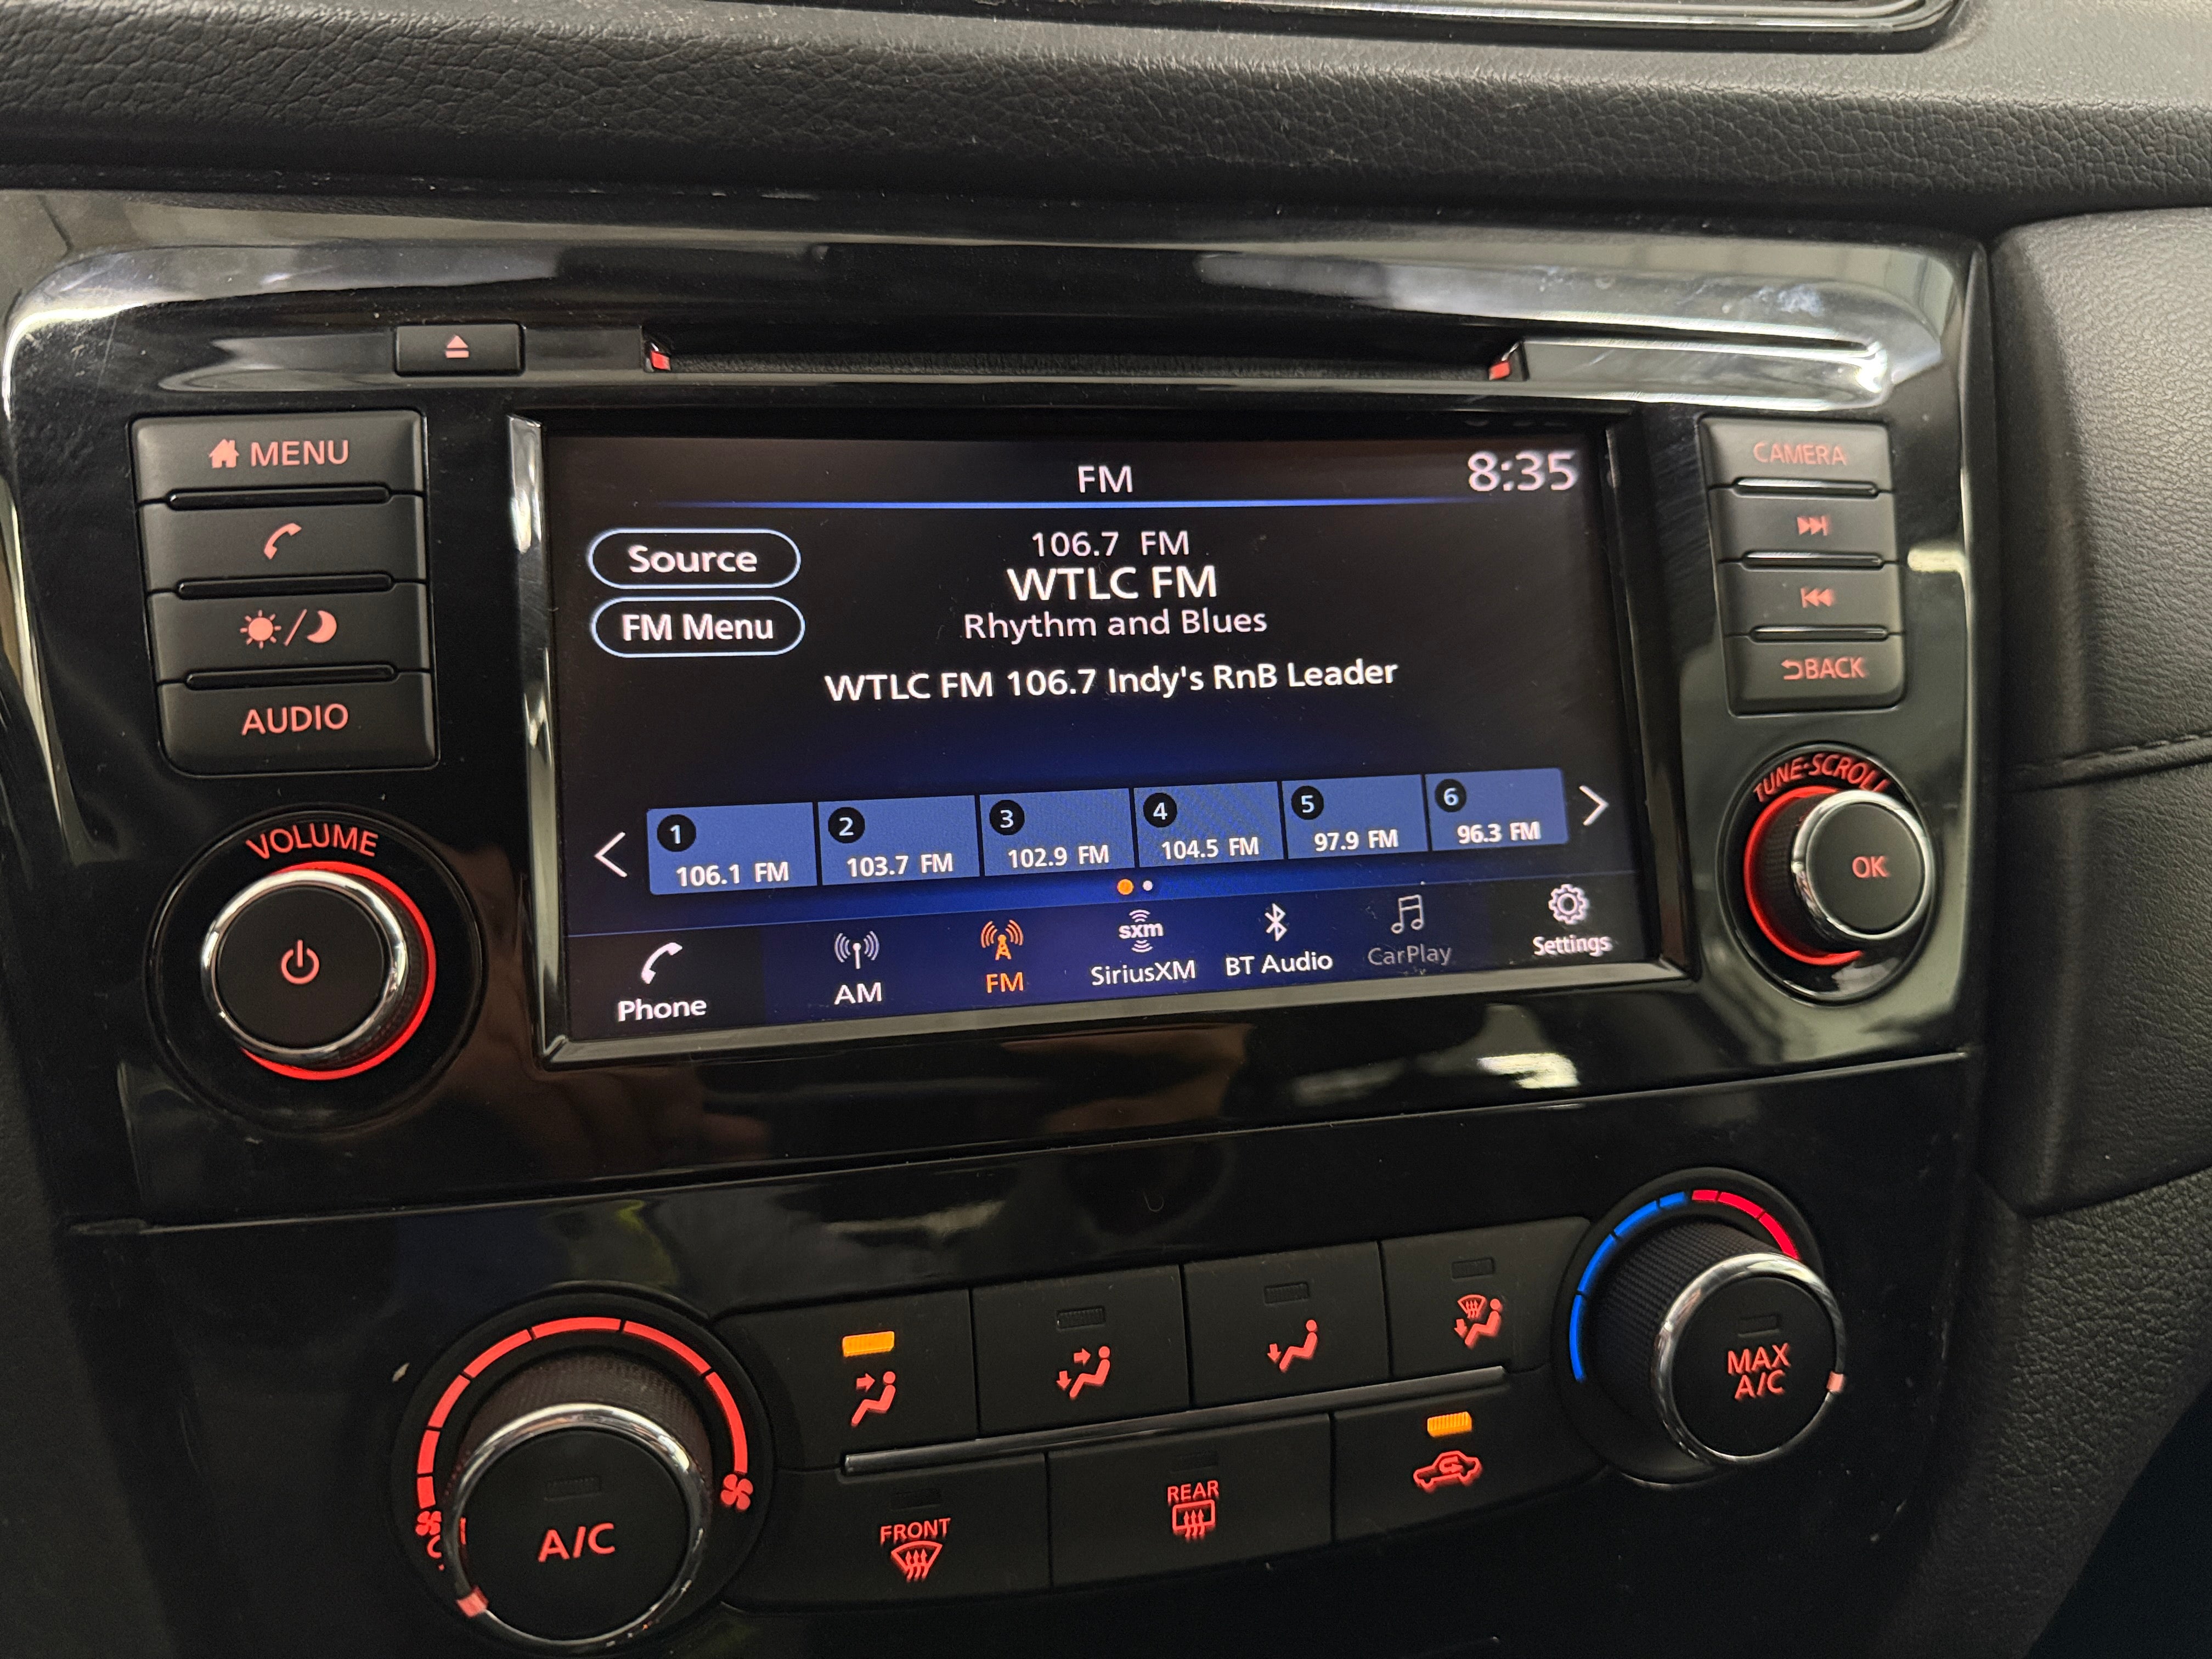 MENU
AUDIO
VOLUME
FM
8:35
Source
FM Menu
106.7 FM
WTLC FM
Rhythm and Blues
WTLC FM 106.7 Indy's RnB Leader
1
106.1 FM
2
103.7 FM
3
102.9 FM
4
104.5 FM
5
97.9 FM
6
96.3 FM
Phone
AM
FM
sxm
SiriusXM
BT Audio
CarPlay
Settings
CAMERA
BACK
TUNE-SCROLL
OK
A/C
FRONT
REAR
MAX
A/C